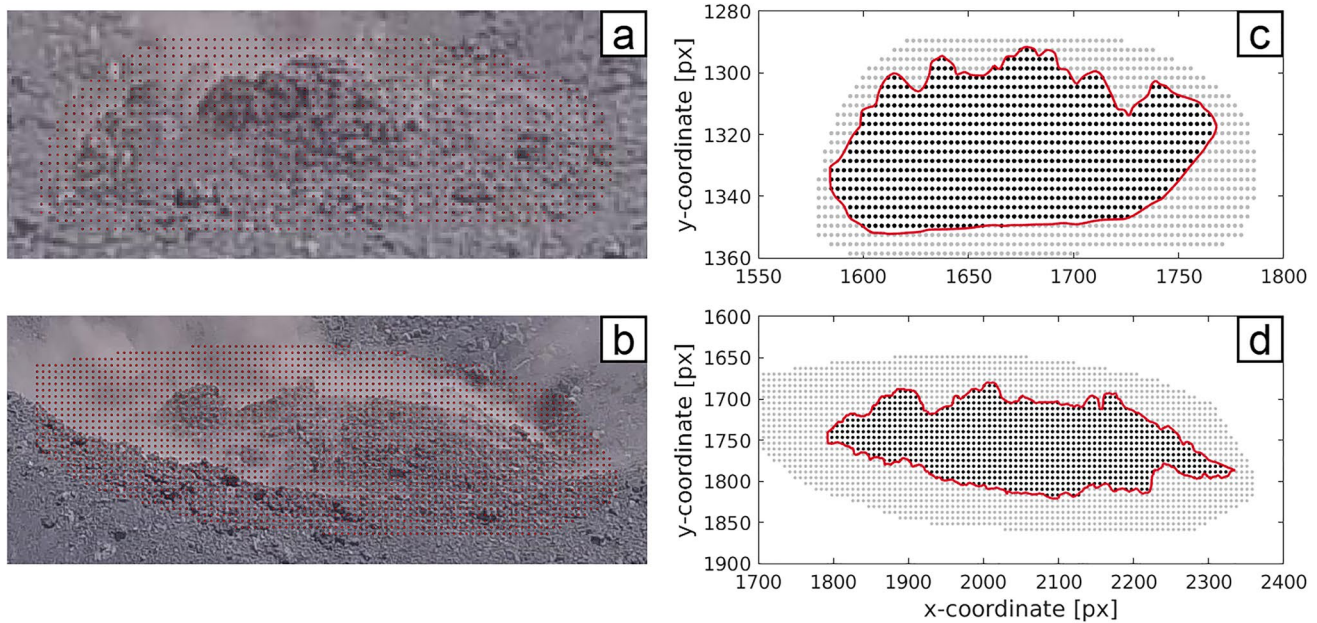 a
b
c
1280
1300
1320
1340
1360
y-coordinate [px]
1550 1600 1650 1700 1750 1800
d
1600
1650
1700
1750
1800
1850
1900
y-coordinate [px]
1700 1800 1900 2000 2100 2200 2300 2400
x-coordinate [px]